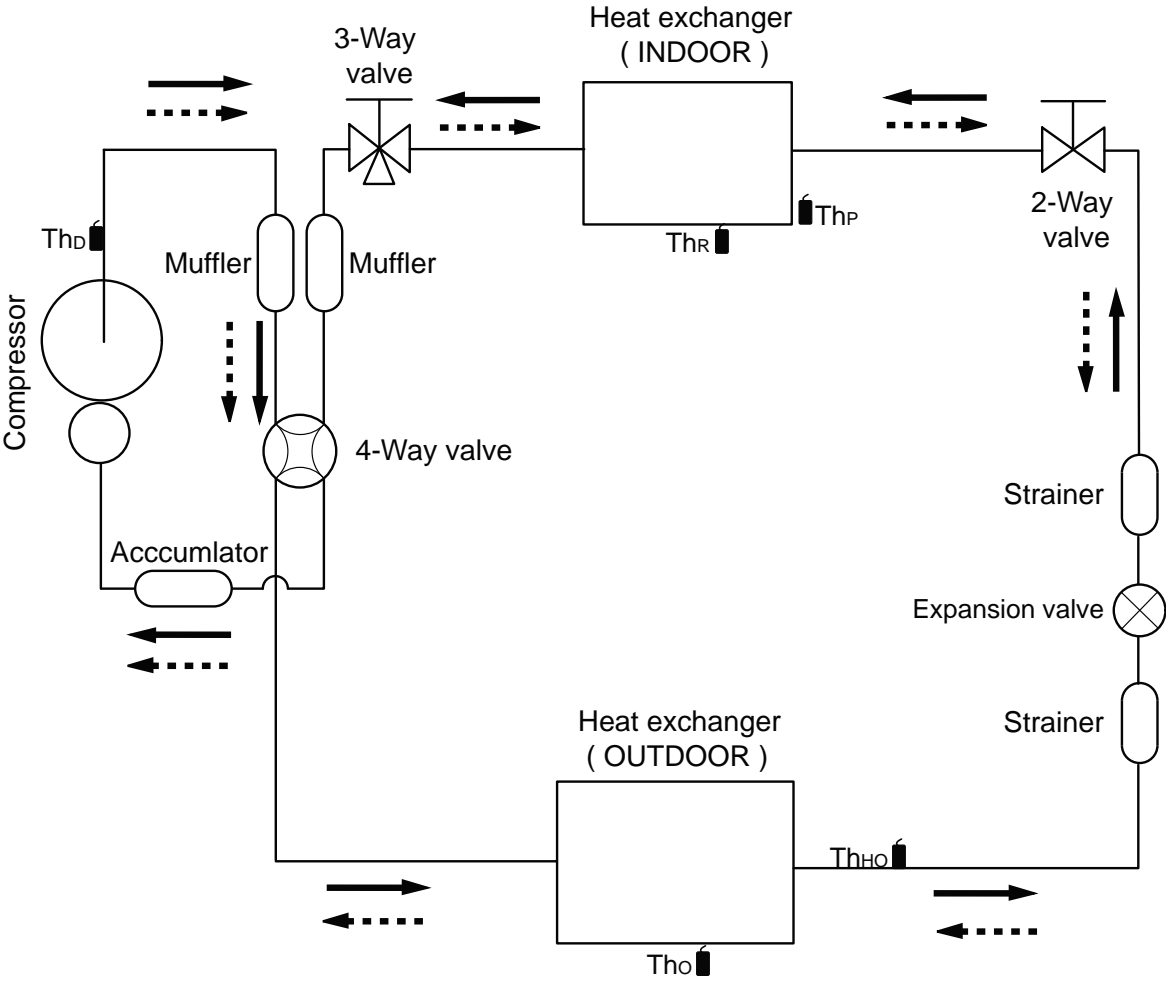 Heat exchanger
( INDOOR )
3-Way
valve
2-Way
valve
ThD
ThP
ThR
Muffler
Muffler
Compressor
4-Way valve
Strainer
Acccumlator
Expansion valve
Strainer
Heat exchanger
( OUTDOOR )
ThHO
ThO